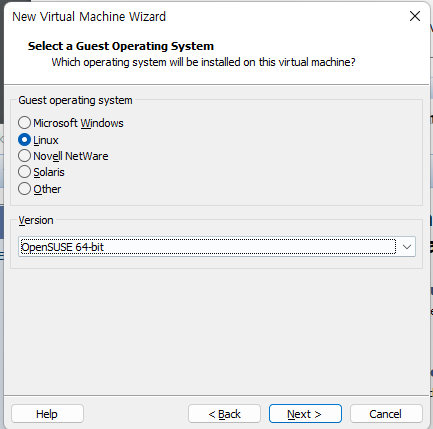 New Virtual Machine Wizard
Select a Guest Operating System
Which operating system will be installed on this virtual machine?
Guest operating system
Microsoft Windows
Linux
Novell NetWare
Solaris
Other
Version
OpenSUSE 64-bit
Help
< Back
Next >
Cancel